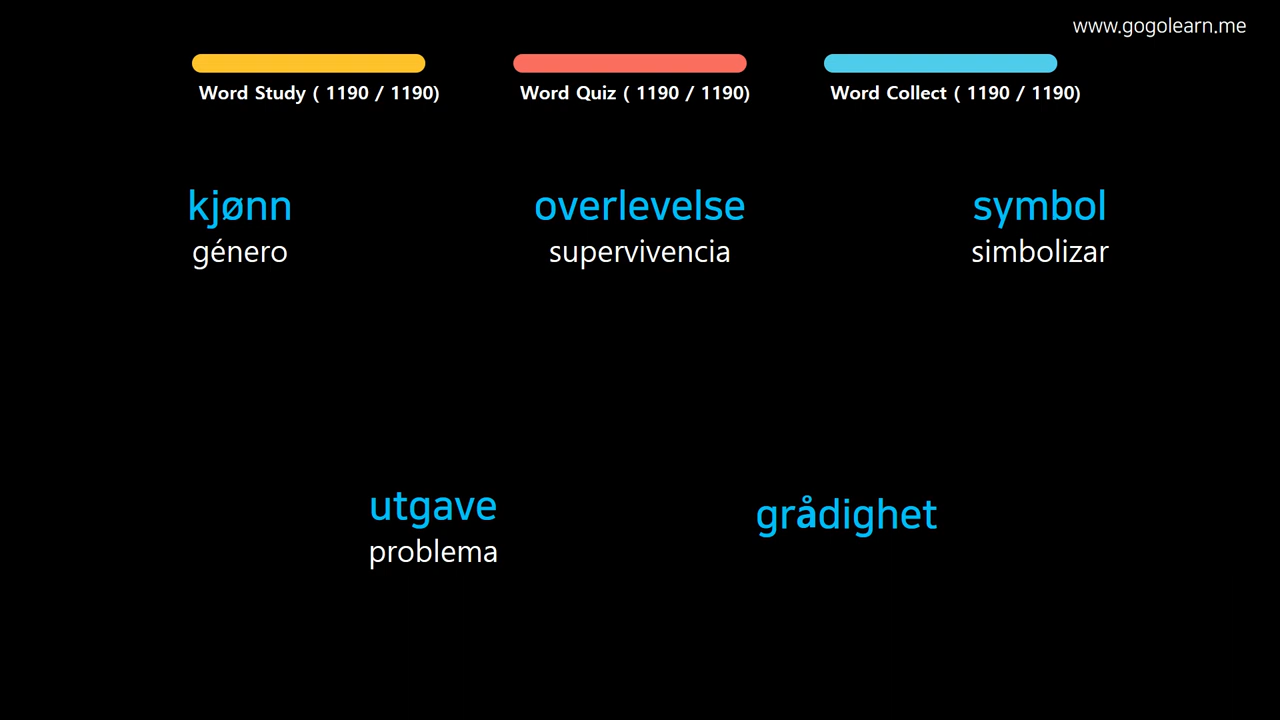 www.gogolearn.me
Word Study ( 1190 / 1190)
Word Quiz ( 1190 / 1190)
Word Collect ( 1190 / 1190)
kjønn
género
overlevelse
supervivencia
symbol
simbolizar
utgave
problema
grådighet